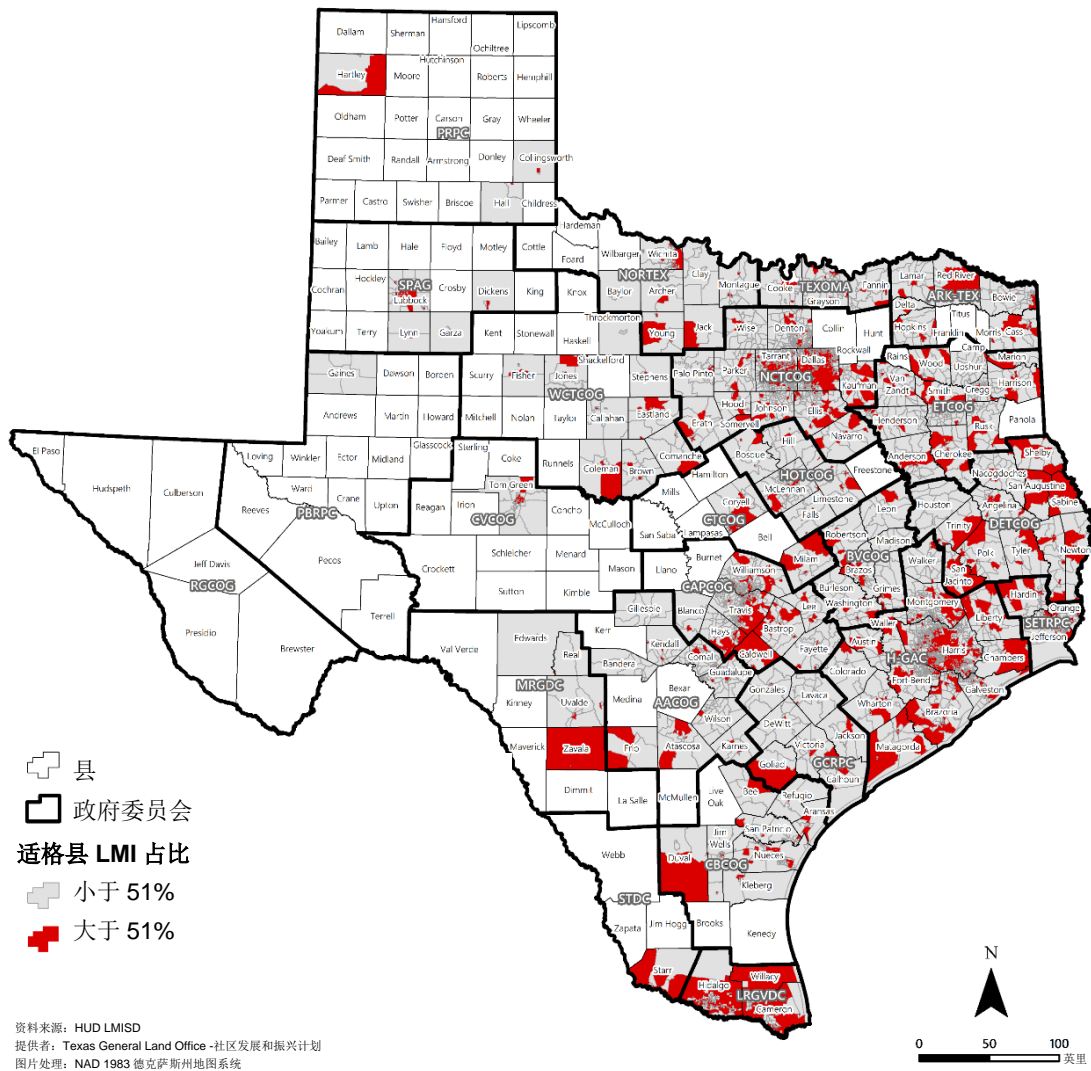 Dallam Sherman Hansford Ochiltree Lipscomb
Hartley Moore Hutchinson Roberts Hemphill
Oldham Potter Carson Gray Wheeler
PRPC
Deaf Smith Randall Armstrong Donley Collingsworth
Parmer Castro Swisher Briscoe Hall Childress
Bailey Lamb Hale Floyd Motley Cottle Hardeman Foard Wilbarger Wichita Clay Montague Cooke Grayson Fannin Lamar Red River Bowie
NORTEX TEXOMA ARK-TEX
Cochran Hockley Lubbock Crosby Dickens King Knox Baylor Archer Delta Hopkins Franklin Titus Morris Cass
SPAG
Yoakum Terry Lynn Garza Kent Stonewall Haskell Throckmorton Young Jack Wise Denton Collin Hunt Rockwall Rains Wood Camp Upshur Marion
Gaines Dawson Borden Scurry Fisher Jones Shackelford Stephens Palo Pinto Parker Tarrant Dallas Kaufman Van Zandt Smith Gregg Harrison
WCTCOG NCTCOG ETCOG
Andrews Martin Howard Mitchell Nolan Taylor Callahan Eastland Erath Hood Somervell Johnson Ellis Navarro Henderson Rusk Panola
El Paso Hudspeth Culberson Loving Winkler Ector Midland Glasscock Sterling Coke Runnels Coleman Brown Comanche Hamilton Bosque Hill Freestone Anderson Cherokee Nacogdoches Shelby
Reeves Ward Crane Upton Reagan Irion Tom Green Concho McCulloch Mills San Saba Lampasas Coryell McLennan Limestone Falls Leon Houston Angelina San Augustine Sabine
PBRPC CVCOG CTCOG HOTCOG DETCOG
Jeff Davis Pecos Crockett Schleicher Menard Mason Llano Burnet Bell Milam Robertson Madison Walker Trinity Polk Tyler Newton
RGCOG CAPCOG BVCOG
Presidio Brewster Terrell Sutton Kimble Gillespie Blanco Travis Williamson Lee Burleson Brazos Grimes Washington Montgomery San Jacinto Liberty Hardin Orange Jefferson
SETRPC
Val Verde Edwards Real Kerr Kendall Bandera Comal Hays Caldwell Bastrop Fayette Austin Waller Harris Chambers
H-GAC
MRGDC AACOG
Kinney Uvalde Medina Bexar Guadalupe Wilson Gonzales Lavaca Colorado Wharton Fort Bend Brazoria Galveston
Maverick Zavala Frio Atascosa Karnes DeWitt Victoria Jackson Matagorda
GCRPC
Dimmit La Salle McMullen Live Oak Bee Goliad Refugio Calhoun Aransas
Webb Duval Jim Wells San Patricio Nueces Kleberg
STDC CBCOG
Zapata Jim Hogg Brooks Kenedy
Starr Hidalgo Willacy Cameron
LRGVDC
县
政府委员会
适格县 LMI 占比
小于 51%
大于 51%
资料来源：HUD LMISD
提供者：Texas General Land Office -社区发展和振兴计划
图片处理：NAD 1983 德克萨斯州地图系统
N
0 50 100
英里